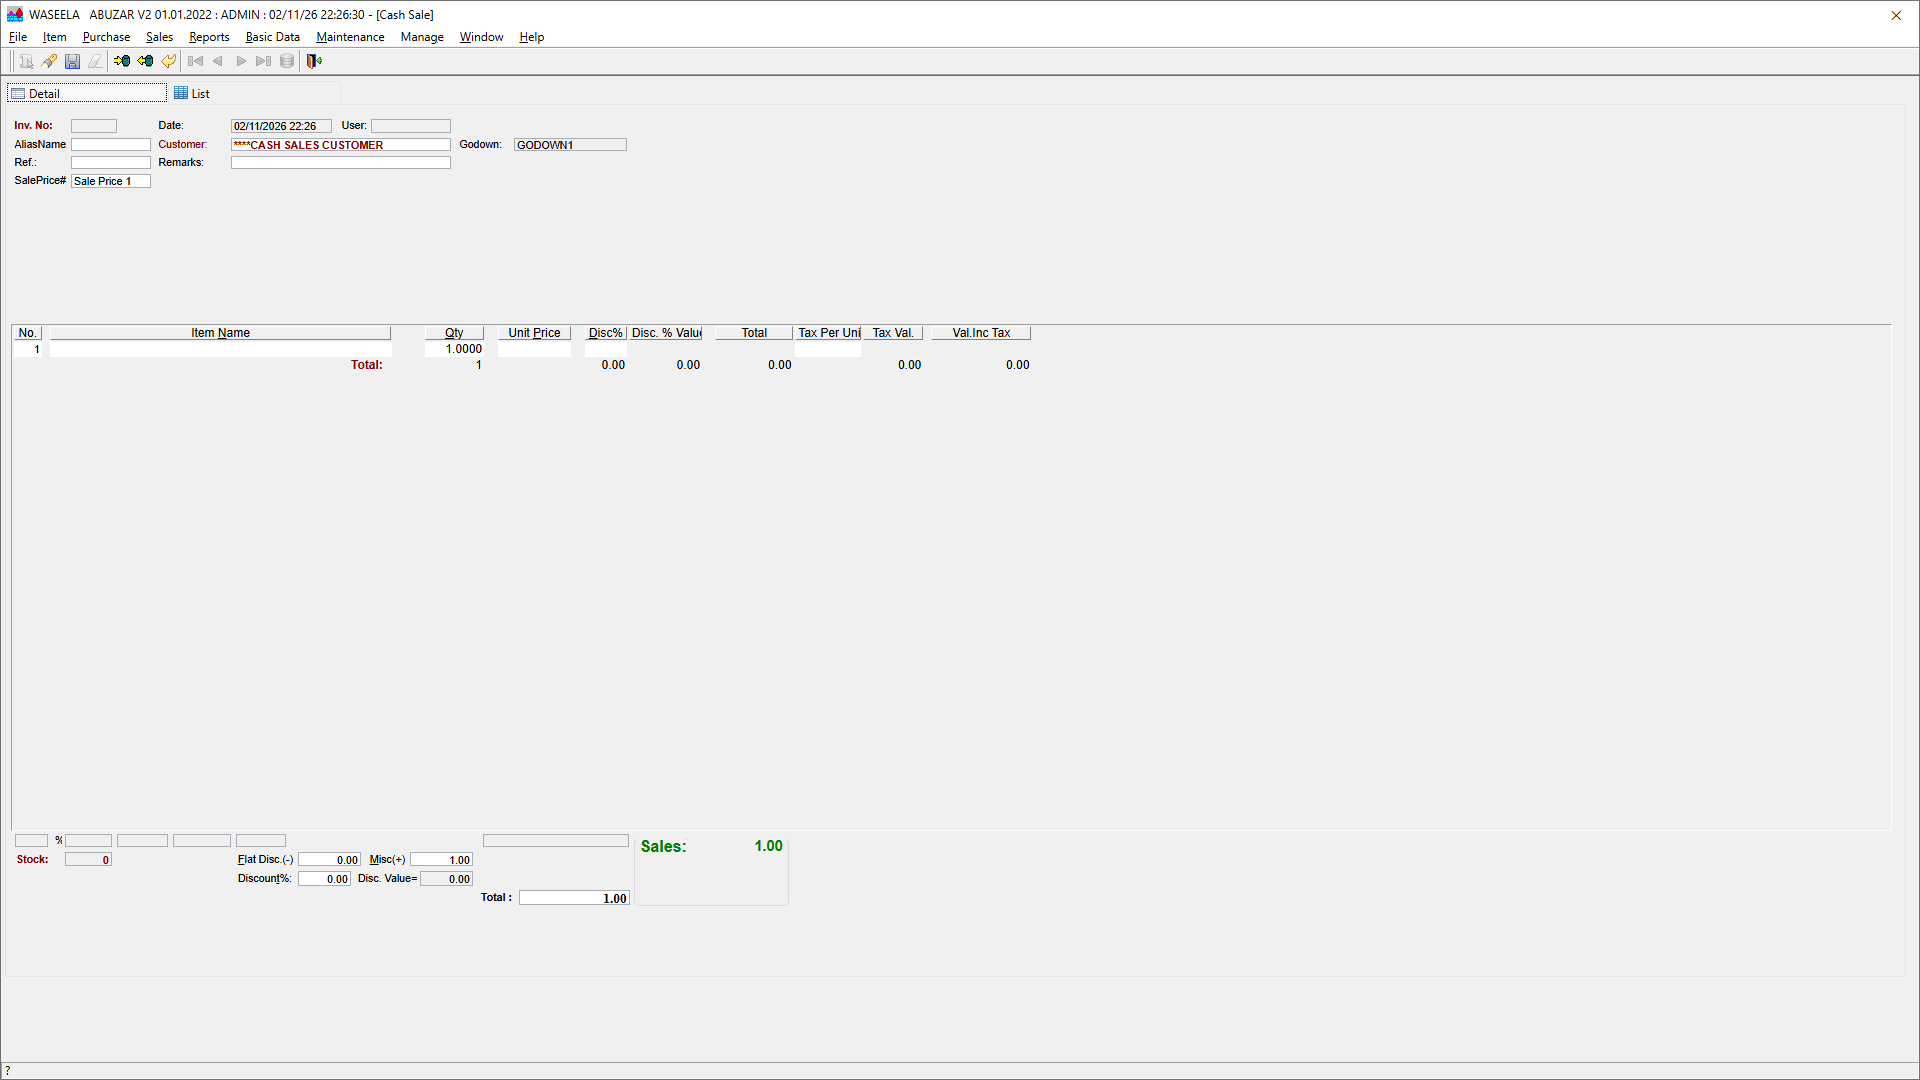 WASEELA ABUZAR V2 01.01.2022 : ADMIN : 02/11/26 22:26:30 - [Cash Sale]
File Item Purchase Sales Reports Basic Data Maintenance Manage Window Help
Detail List
Inv. No: Date: 02/11/2026 22:26 User:
AliasName Customer: ****CASH SALES CUSTOMER Godown: GODOWN1
Ref.: Remarks:
SalePrice# Sale Price 1
No. Item Name Qty Unit Price Disc% Disc. % Valu Total Tax Per Uni Tax Val. Val.Inc Tax
1 1.0000
Total: 1 0.00 0.00 0.00 0.00 0.00
%
Sales: 1.00
Stock: 0 Flat Disc.(-) 0.00 Misc(+) 1.00
Discount%: 0.00 Disc. Value= 0.00
Total : 1.00
?